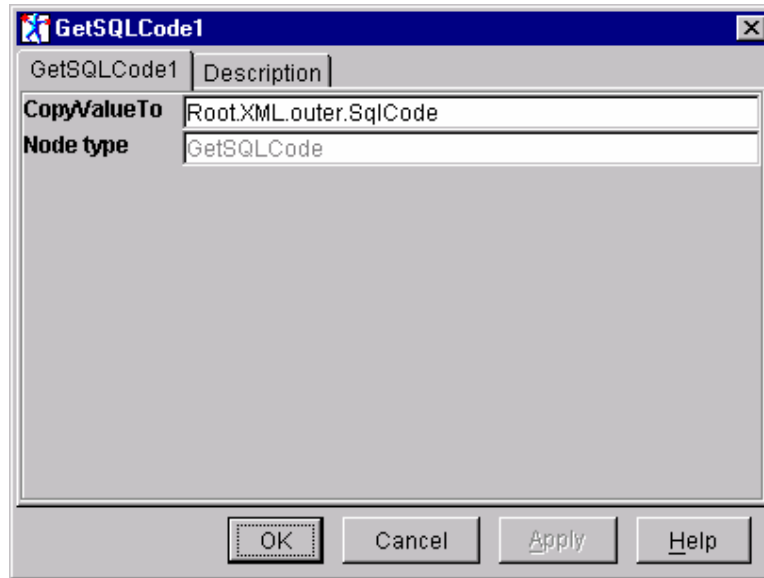 GetSQLCode1
GetSQLCode1 Description
CopyValueTo Root.XML.outer.SqlCode
Node type GetSQLCode
OK Cancel Apply Help